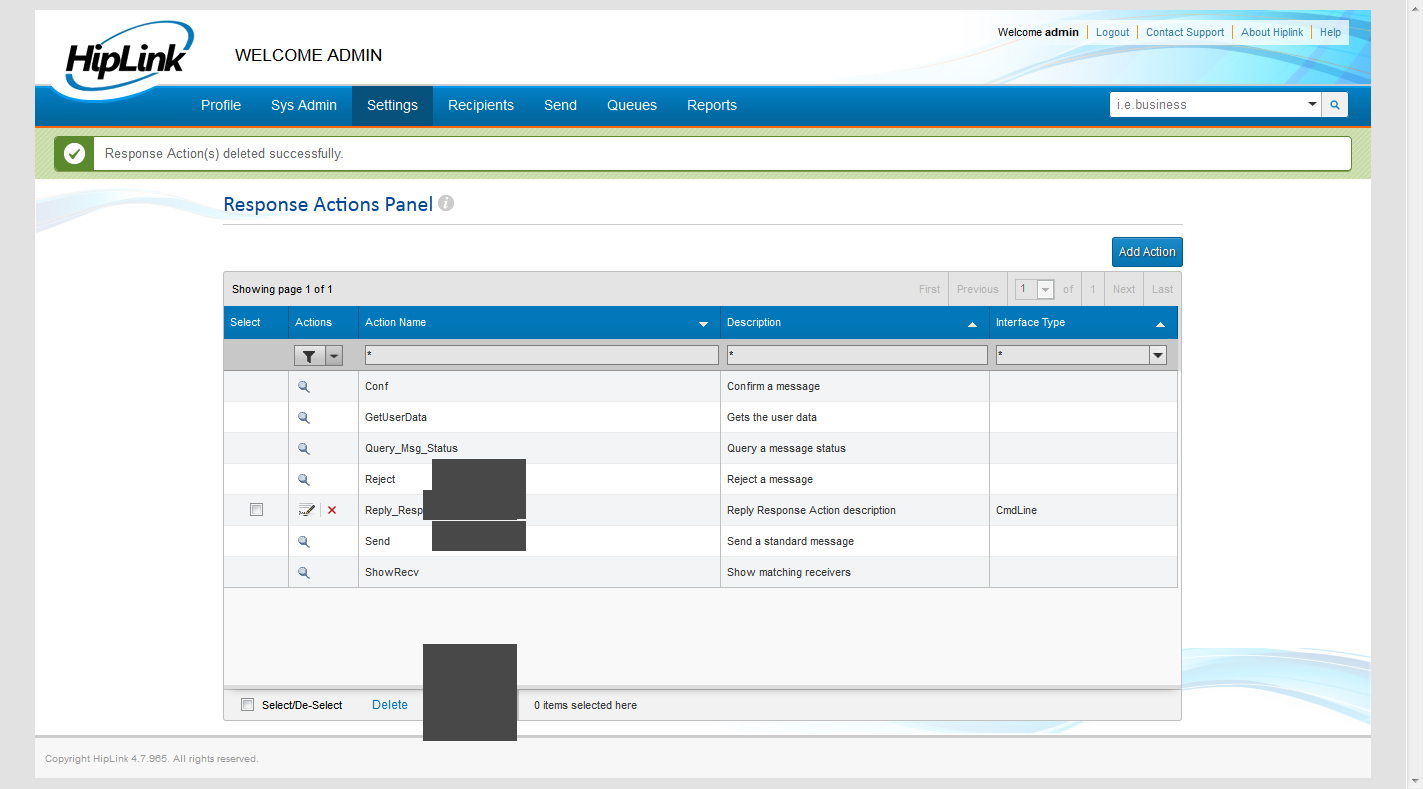 HipLink
WELCOME ADMIN
Welcome admin Logout Contact Support About Hiplink Help
Profile Sys Admin Settings Recipients Send Queues Reports i.e.business
Response Action(s) deleted successfully.
Response Actions Panel i
Add Action
Showing page 1 of 1 First Previous 1 of 1 Next Last
Select Actions Action Name Description Interface Type
* * *
Conf Confirm a message
GetUserData Gets the user data
Query_Msg_Status Query a message status
Reject Reject a message
Reply Response Action description CmdLine
Send Send a standard message
ShowRecv Show matching receivers
Select/De-Select Delete 0 items selected here
Copyright HipLink 4.7.965. All rights reserved.